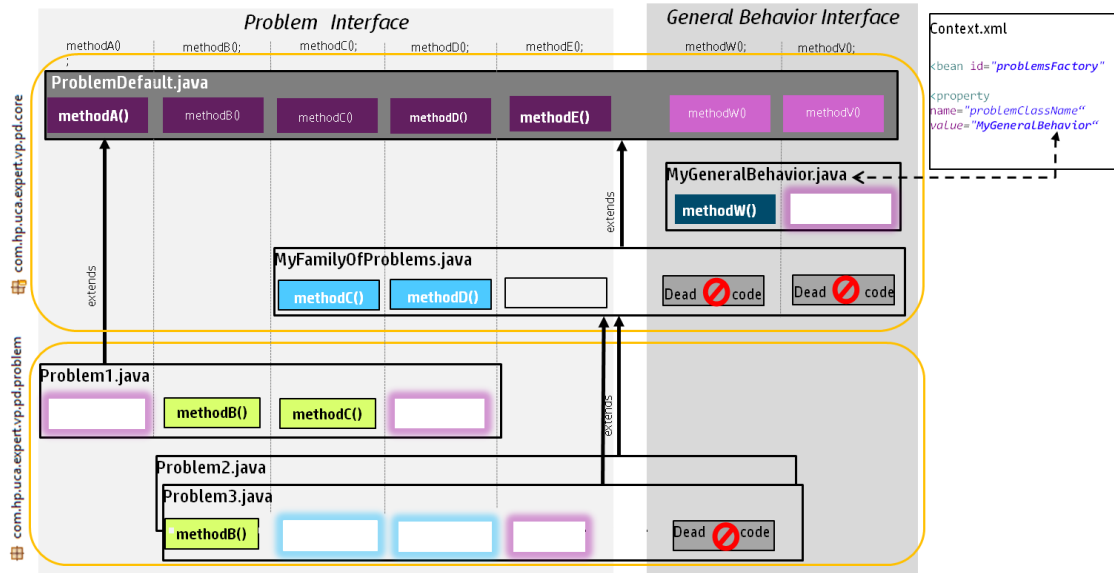 Problem Interface
General Behavior Interface
methodA()
;
methodB();
methodC();
methodD();
methodE();
methodW();
methodV();
Context.xml
<bean id="problemsFactory"
<property
name="problemClassName“
value="MyGeneralBehavior“
com.hp.uca.expert.vp.pd.core
ProblemDefault.java
methodA()
methodB()
methodC()
methodD()
methodE()
methodW()
methodV()
MyGeneralBehavior.java
methodW()
extends
extends
MyFamilyOfProblems.java
methodC()
methodD()
Dead code
Dead code
com.hp.uca.expert.vp.pd.problem
Problem1.java
methodB()
methodC()
extends
Problem2.java
Problem3.java
methodB()
Dead code